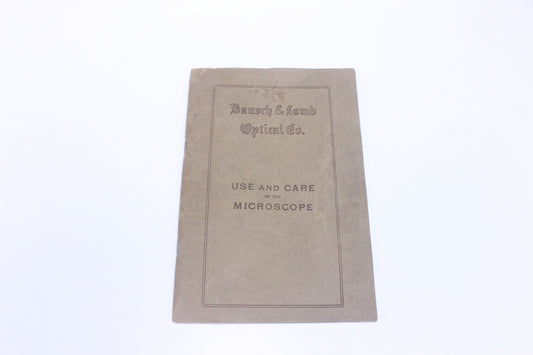 Bausch & Lomb
Optical Co.
USE AND CARE
OF THE
MICROSCOPE